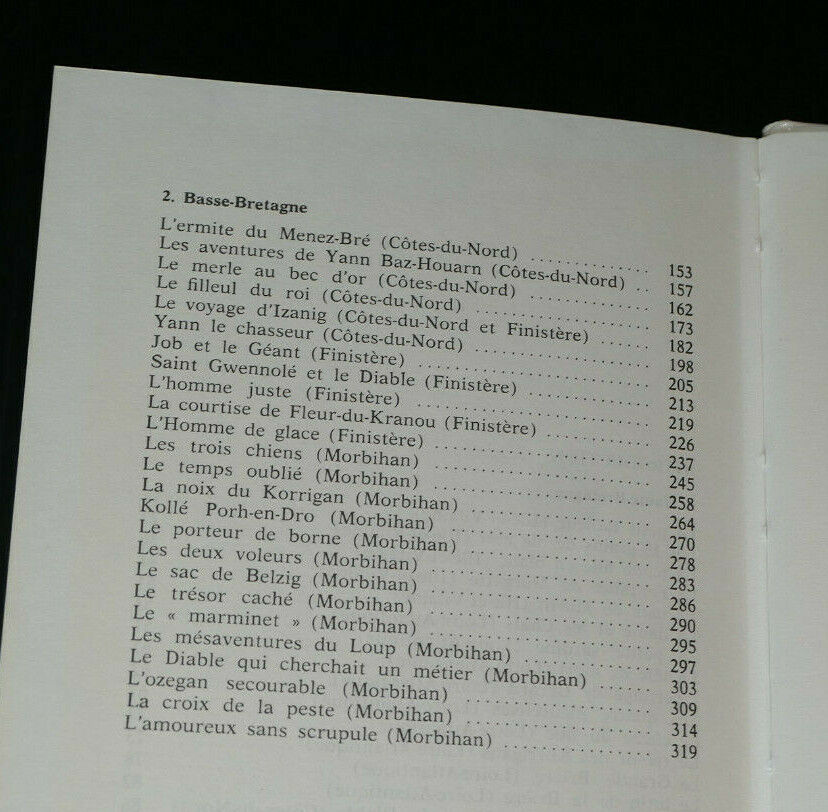 2. Basse-Bretagne
L'ermite du Menez-Bré (Côtes-du-Nord) .............. 153
Les aventures de Yann Baz-Houarn (Côtes-du-Nord) .. 157
Le merle au bec d'or (Côtes-du-Nord) .............. 162
Le filleul du roi (Côtes-du-Nord) .................... 173
Le voyage d'Izanig (Côtes-du-Nord et Finistère) ...... 182
Yann le chasseur (Côtes-du-Nord) .................... 198
Job et le Géant (Finistère) .......................... 205
Saint Gwennolé et le Diable (Finistère) .............. 213
L'homme juste (Finistère) .......................... 219
La courtise de Fleur-du-Kranou (Finistère) ............ 226
L'Homme de glace (Finistère) ........................ 237
Les trois chiens (Morbihan) .......................... 245
Le temps oublié (Morbihan) .......................... 258
La noix du Korrigan (Morbihan) ...................... 264
Kollé Porh-en-Dro (Morbihan) ........................ 270
Le porteur de borne (Morbihan) ...................... 278
Les deux voleurs (Morbihan) .......................... 283
Le sac de Belzig (Morbihan) .......................... 286
Le trésor caché (Morbihan) .......................... 290
Le « marminet » (Morbihan) .......................... 295
Les mésaventures du Loup (Morbihan) ................ 297
Le Diable qui cherchait un métier (Morbihan) ...... 303
L'ozegan secourable (Morbihan) ...................... 309
La croix de la peste (Morbihan) ...................... 314
L'amoureux sans scrupule (Morbihan) ................ 319